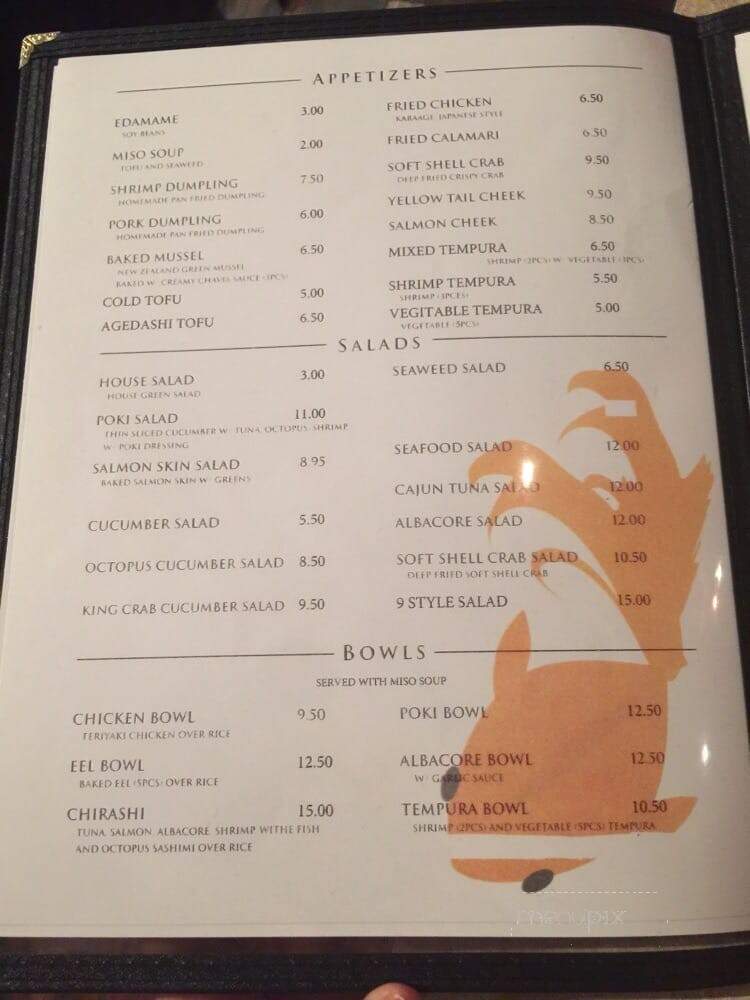 APPETIZERS
EDAMAME 3.00
SOY BEANS
MISO SOUP 2.00
TOFU AND SEAWEED
SHRIMP DUMPLING 7.50
HOMEMADE PAN FRIED DUMPLING
PORK DUMPLING 6.00
HOMEMADE PAN FRIED DUMPLING
BAKED MUSSEL 6.50
NEW ZEALAND GREEN MUSSEL
BAKED W/ CREAMY CHAVES SAUCE (3PCS)
COLD TOFU 5.00
AGEDASHI TOFU 6.50
FRIED CHICKEN 6.50
KARAAGE, JAPANESE STYLE
FRIED CALAMARI 6.50
SOFT SHELL CRAB 9.50
DEEP FRIED CRISPY CRAB
YELLOW TAIL CHEEK 9.50
SALMON CHEEK 8.50
MIXED TEMPURA 6.50
SHRIMP (2PCS) W/ VEGETABLE (3PCS)
SHRIMP TEMPURA 5.50
SHRIMP (3PCES)
VEGITABLE TEMPURA 5.00
VEGETABLE (5PCS)
SALADS
HOUSE SALAD 3.00
HOUSE GREEN SALAD
POKI SALAD 11.00
THIN SLICED CUCUMBER W/ TUNA, OCTOPUS, SHRIMP
W/ POKI DRESSING
SALMON SKIN SALAD 8.95
BAKED SALMON SKIN W/ GREENS
CUCUMBER SALAD 5.50
OCTOPUS CUCUMBER SALAD 8.50
KING CRAB CUCUMBER SALAD 9.50
SEAWEED SALAD 6.50
SEAFOOD SALAD 12.00
CAJUN TUNA SALAD 12.00
ALBACORE SALAD 12.00
SOFT SHELL CRAB SALAD 10.50
DEEP FRIED SOFT SHELL CRAB
9 STYLE SALAD 15.00
BOWLS
SERVED WITH MISO SOUP
CHICKEN BOWL 9.50
TERIYAKI CHICKEN OVER RICE
EEL BOWL 12.50
BAKED EEL (5PCS) OVER RICE
CHIRASHI 15.00
TUNA, SALMON, ALBACORE, SHRIMP WITHE FISH
AND OCTOPUS SASHIMI OVER RICE
POKI BOWL 12.50
ALBACORE BOWL 12.50
W/ GARLIC SAUCE
TEMPURA BOWL 10.50
SHRIMP (2PCS) AND VEGETABLE (5PCS) TEMPURA
menupix